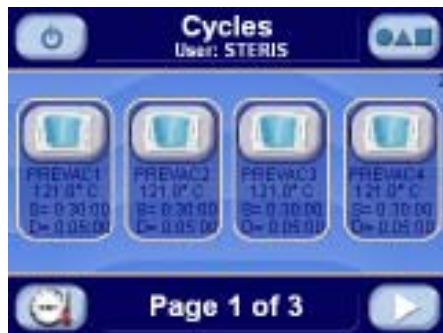 Cycles
User: STERIS
PREVAC1 PREVAC2 PREVAC3 PREVAC4
121.0° C 121.0° C 121.0° C 121.0° C
S= 0:30:00 S= 0:30:00 S= 0:30:00 S= 0:30:00
D= 0:05:00 D= 0:05:00 D= 0:05:00 D= 0:05:00
Page 1 of 3